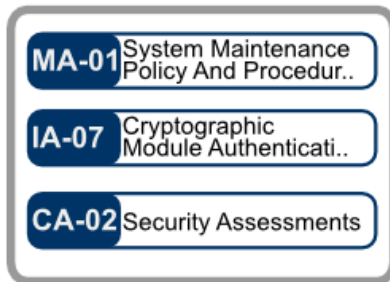 MA-01 System Maintenance
Policy And Procedur..
IA-07 Cryptographic
Module Authenticati..
CA-02 Security Assessments